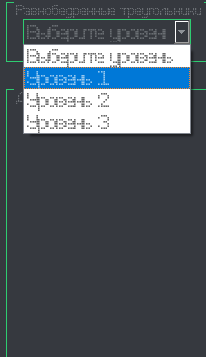 Равнобедренные треугольники
Выберите уровень
Выберите уровень
Уровень 1
Уровень 2
Уровень 3